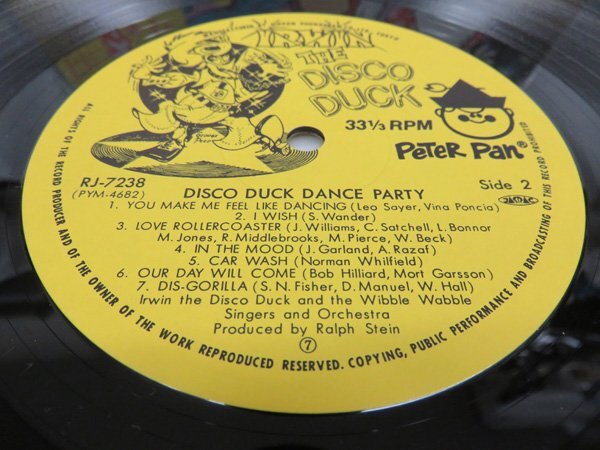 IRWIN
THE DISCO
DUCK
33⅓ RPM
Peter Pan®
RJ-7238
(PYM-4682)
DISCO DUCK DANCE PARTY
Side 2
JASRAC
1. YOU MAKE ME FEEL LIKE DANCING (Leo Sayer, Vina Poncia)
2. I WISH (S. Wander)
3. LOVE ROLLERCOASTER (J. Williams, C. Satchell, L. Bonnor
M. Jones, R. Middlebrooks, M. Pierce, W. Beck)
4. IN THE MOOD (J. Garland, A. Razaf)
5. CAR WASH (Norman Whilfield)
6. OUR DAY WILL COME (Bob Hilliard, Mort Garsson)
7. DIS-GORILLA (S. N. Fisher, D. Manuel, W. Hall)
Irwin the Disco Duck and the Wibble Wabble
Singers and Orchestra
Produced by Ralph Stein
⑦
ALL RIGHTS OF THE RECORD PRODUCER AND OF THE OWNER OF THE WORK REPRODUCED RESERVED. COPYING, PUBLIC PERFORMANCE AND BROADCASTING OF THIS RECORD PROHIBITED